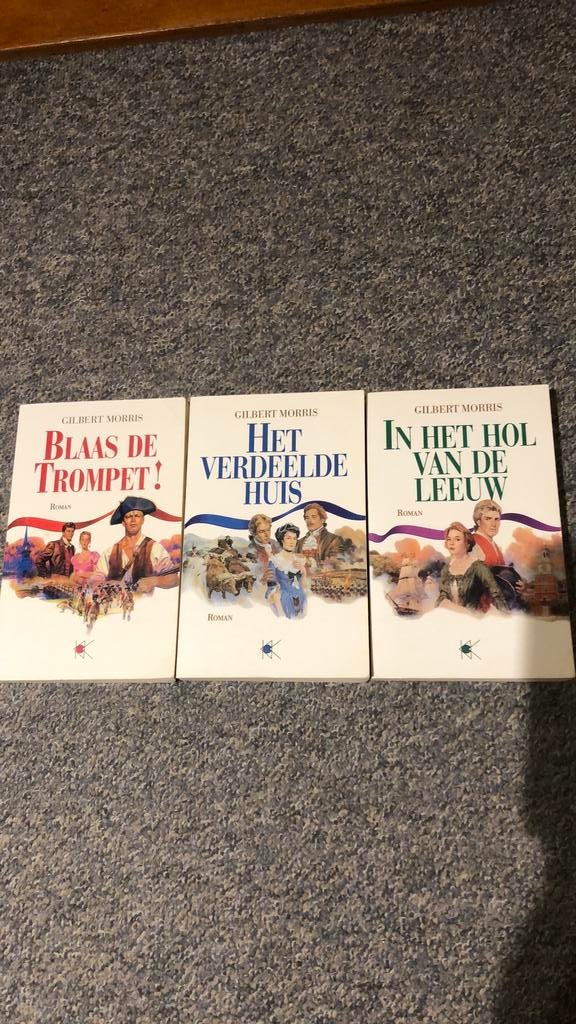 GILBERT MORRIS
BLAAS DE
TROMPET!
ROMAN
GILBERT MORRIS
HET
VERDEELDE
HUIS
ROMAN
GILBERT MORRIS
IN HET HOL
VAN DE
LEEUW
ROMAN